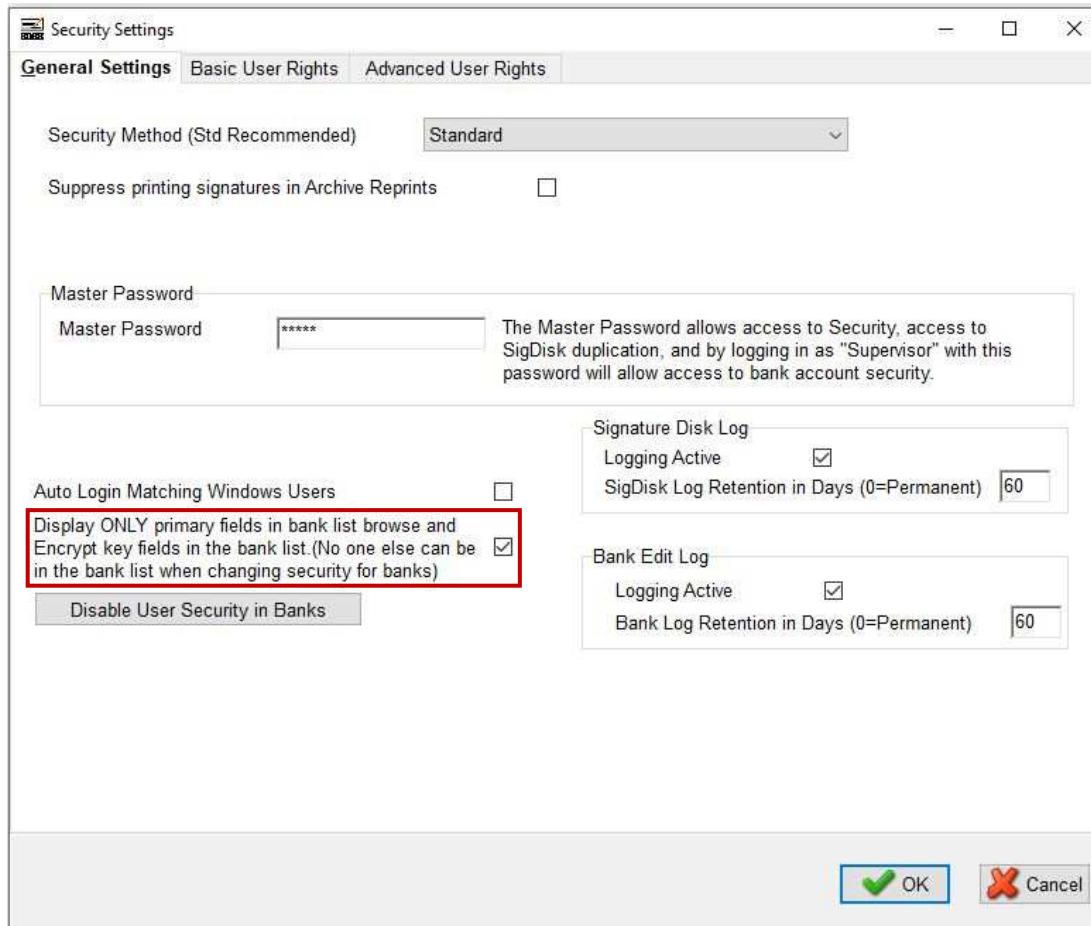 Security Settings
General Settings
Basic User Rights
Advanced User Rights
Security Method (Std Recommended)
Standard
Suppress printing signatures in Archive Reprints
Master Password
Master Password
*****
The Master Password allows access to Security, access to
SigDisk duplication, and by logging in as "Supervisor" with this
password will allow access to bank account security.
Signature Disk Log
Logging Active
SigDisk Log Retention in Days (0=Permanent)
60
Auto Login Matching Windows Users
Display ONLY primary fields in bank list browse and
Encrypt key fields in the bank list.(No one else can be
in the bank list when changing security for banks)
Disable User Security in Banks
Bank Edit Log
Logging Active
Bank Log Retention in Days (0=Permanent)
60
OK
Cancel